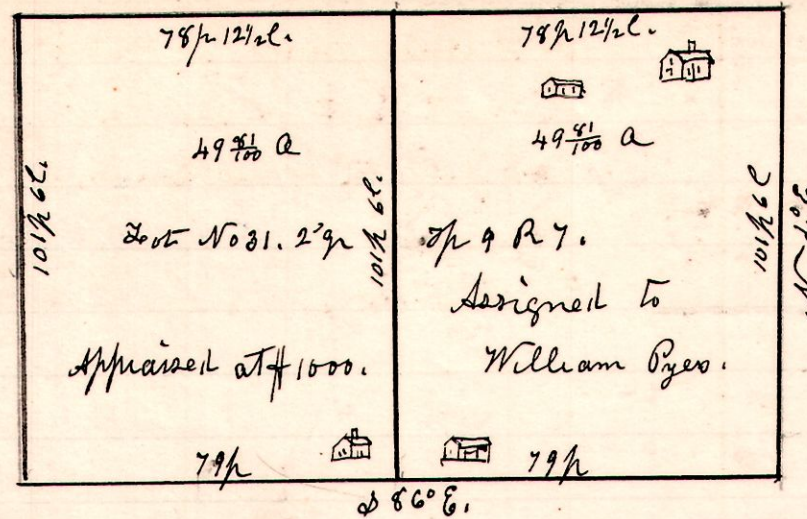 78p 12½l.
78p 12½l.
49 81/100 A
49 81/100 A
101p 6l.
101p 6l.
101p 6l
Lot No 31. 2'qr
Tp 9 R 7.
Assigned to
Appraised at $1000.
William Pyes.
79p
79p
S 86° E.